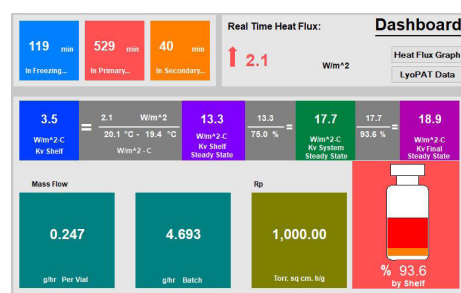 Real Time Heat Flux:
Dashboard
119 min
In Freezing...
529 min
In Primary...
40 min
In Secondary...
2.1 W/m^2
Heat Flux Graph
LyoPAT Data
3.5
W/m^2-C
Kv Shelf
=
2.1 W/m^2
20.1 °C - 19.4 °C
W/m^2 - C
13.3
W/m^2-C
Kv Shelf
Steady State
13.3
75.0 %
=
17.7
W/m^2-C
Kv System
Steady State
17.7
93.6 %
=
18.9
W/m^2-C
Kv Final
Steady State
Mass Flow
Rp
0.247
g/hr Per Vial
4.693
g/hr Batch
1,000.00
Torr. sq cm. h/g
% 93.6
by Shelf